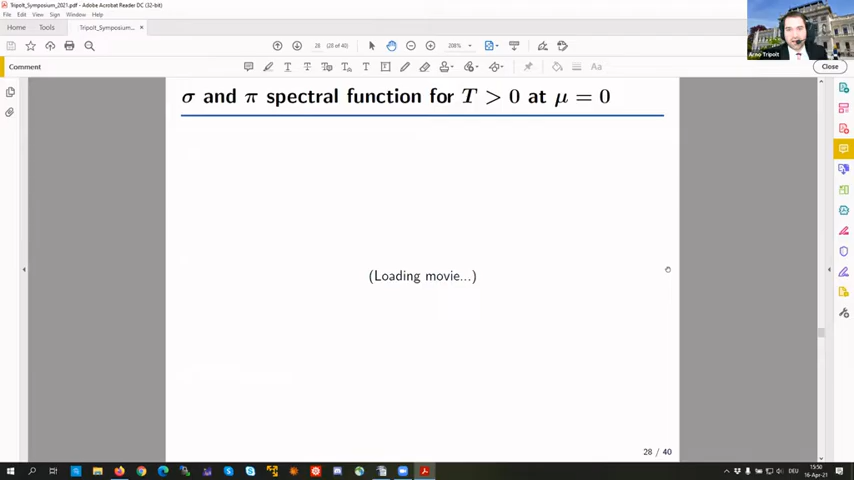 Tripolt_Symposium_2021.pdf - Adobe Acrobat Reader DC (32-bit)
File Edit View Sign Window Help
Home Tools Tripolt_Symposium... ×
28 (28 of 40) 208%
Comment
Close
Arno Tripolt
σ and π spectral function for T > 0 at μ = 0
(Loading movie...)
28 / 40
DEU
15:50
16-Apr-21